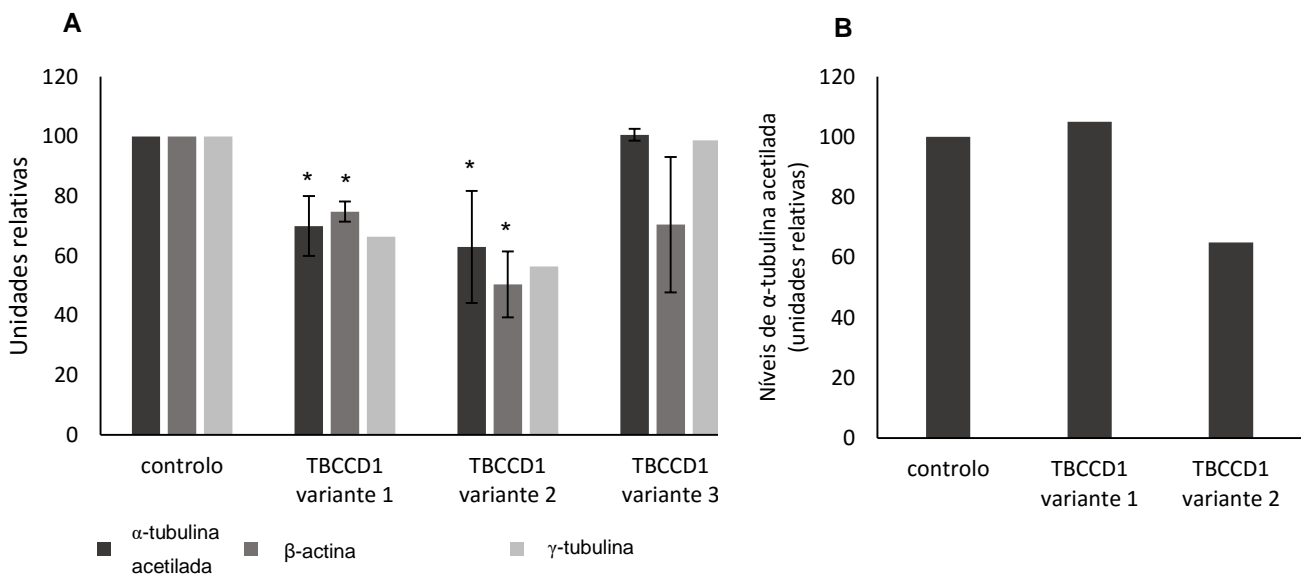 A
120
100
80
60
40
20
0
Unidades relativas
* *
*
*
controlo
TBCCD1
variante 1
TBCCD1
variante 2
TBCCD1
variante 3
α-tubulina
acetilada
β-actina
γ-tubulina
B
120
100
80
60
40
20
0
Níveis de α-tubulina acetilada
(unidades relativas)
controlo
TBCCD1
variante 1
TBCCD1
variante 2